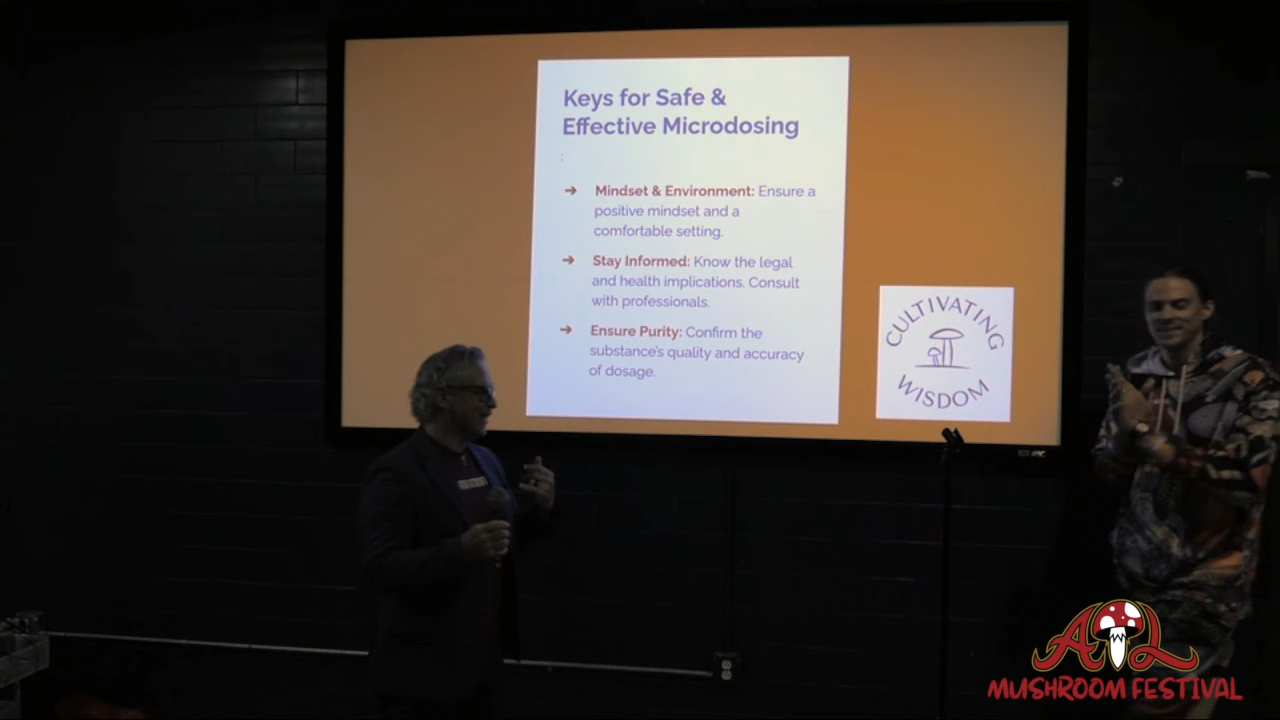 Keys for Safe &
Effective Microdosing
:
➔ Mindset & Environment: Ensure a
positive mindset and a
comfortable setting.
➔ Stay Informed: Know the legal
and health implications. Consult
with professionals.
➔ Ensure Purity: Confirm the
substance's quality and accuracy
of dosage.
CULTIVATING
WISDOM
ATL
MUSHROOM FESTIVAL